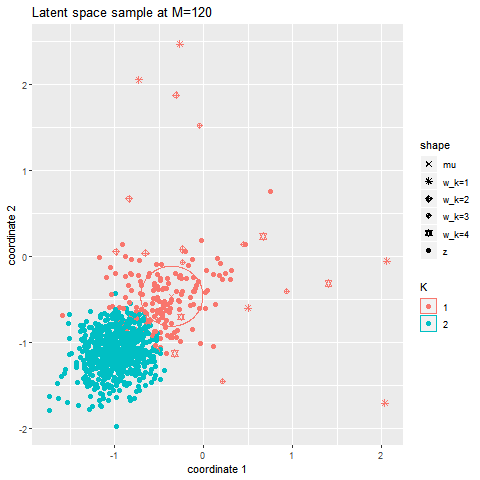 Latent space sample at M=120
2
1
0
-1
-2
-1
0
1
2
coordinate 1
coordinate 2
shape
mu
w_k=1
w_k=2
w_k=3
w_k=4
z
K
1
2